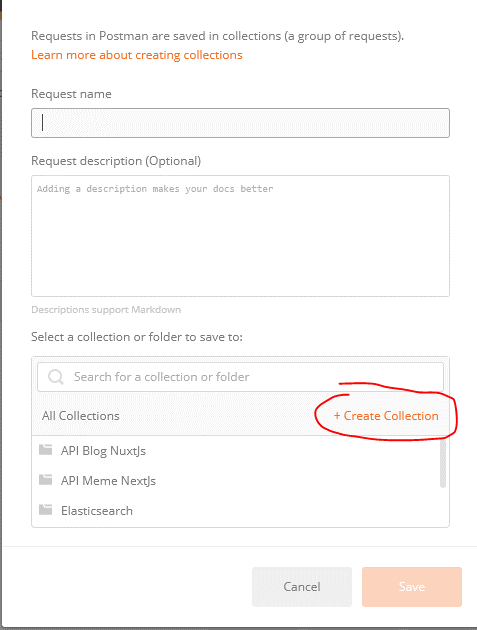 Requests in Postman are saved in collections (a group of requests).
Learn more about creating collections
Request name
Request description (Optional)
Adding a description makes your docs better
Descriptions support Markdown
Select a collection or folder to save to:
Search for a collection or folder
All Collections + Create Collection
API Blog NuxtJs
API Meme NextJs
Elasticsearch
Cancel Save